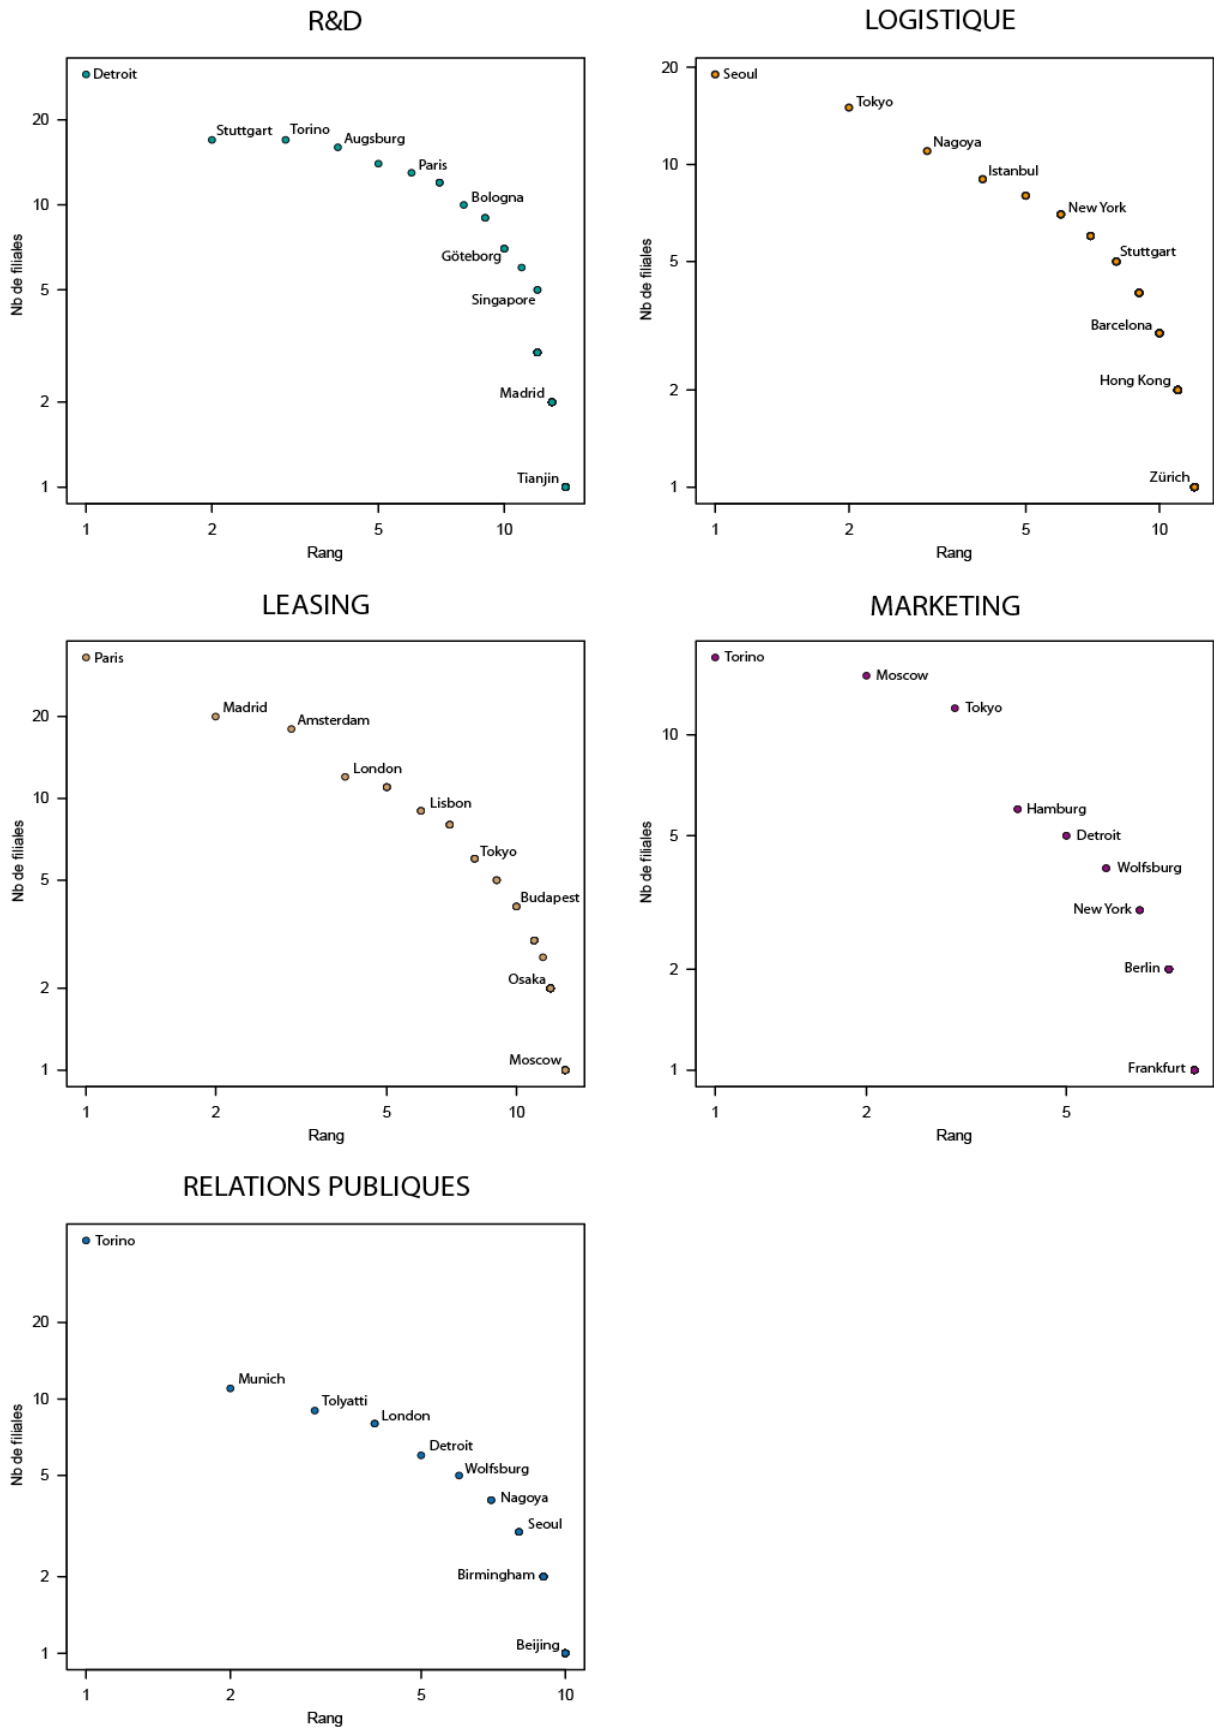 R&D
Detroit
20
Stuttgart
Torino
Augsburg
Paris
10
Bologna
Göteborg
5
Singapore
2
Madrid
1
Tianjin
1
2
5
10
Rang
Nb de filiales
LOGISTIQUE
20
Seoul
Tokyo
Nagoya
10
Istanbul
New York
5
Stuttgart
Barcelona
2
Hong Kong
1
Zürich
1
2
5
10
Rang
Nb de filiales
LEASING
Paris
20
Madrid
Amsterdam
London
10
Lisbon
Tokyo
5
Budapest
2
Osaka
1
Moscow
1
2
5
10
Rang
Nb de filiales
MARKETING
Torino
Moscow
Tokyo
10
Hamburg
5
Detroit
Wolfsburg
New York
2
Berlin
1
Frankfurt
1
2
5
Rang
Nb de filiales
RELATIONS PUBLIQUES
Torino
20
Munich
10
Tolyatti
London
Detroit
5
Wolfsburg
Nagoya
Seoul
2
Birmingham
1
Beijing
1
2
5
10
Rang
Nb de filiales